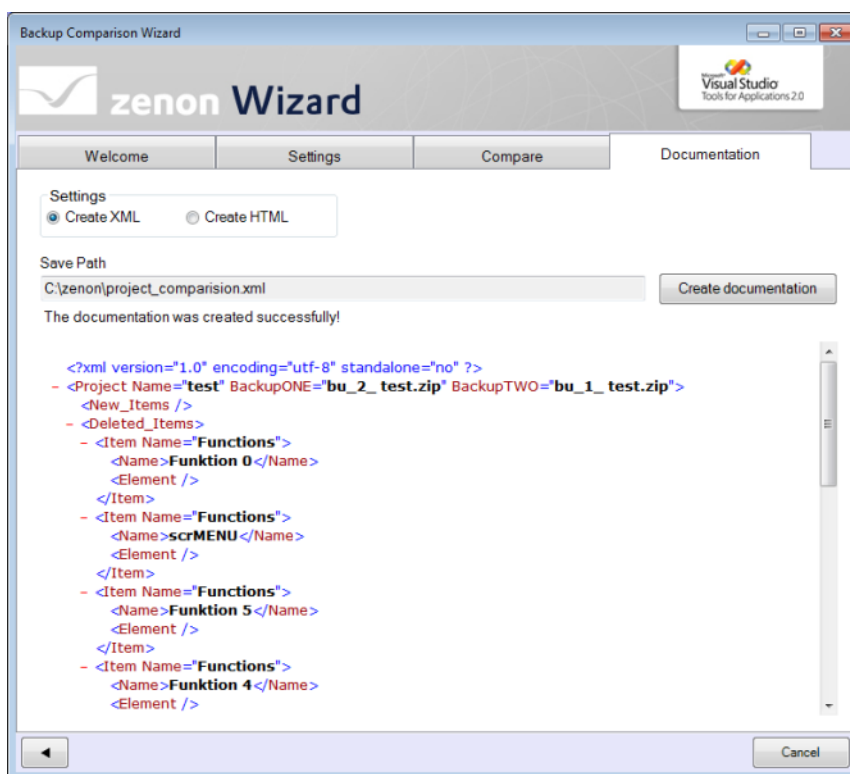 Backup Comparison Wizard
zenon Wizard
Microsoft
Visual Studio
Tools for Applications 2.0
Welcome Settings Compare Documentation
Settings
Create XML Create HTML
Save Path
C:\zenon\project_comparision.xml Create documentation
The documentation was created successfully!
<?xml version="1.0" encoding="utf-8" standalone="no" ?>
- <Project Name="test" BackupONE="bu_2_ test.zip" BackupTWO="bu_1_ test.zip">
<New_Items />
- <Deleted_Items>
- <Item Name="Functions">
<Name>Funktion 0</Name>
<Element />
</Item>
- <Item Name="Functions">
<Name>scrMENU</Name>
<Element />
</Item>
- <Item Name="Functions">
<Name>Funktion 5</Name>
<Element />
</Item>
- <Item Name="Functions">
<Name>Funktion 4</Name>
<Element />
Cancel